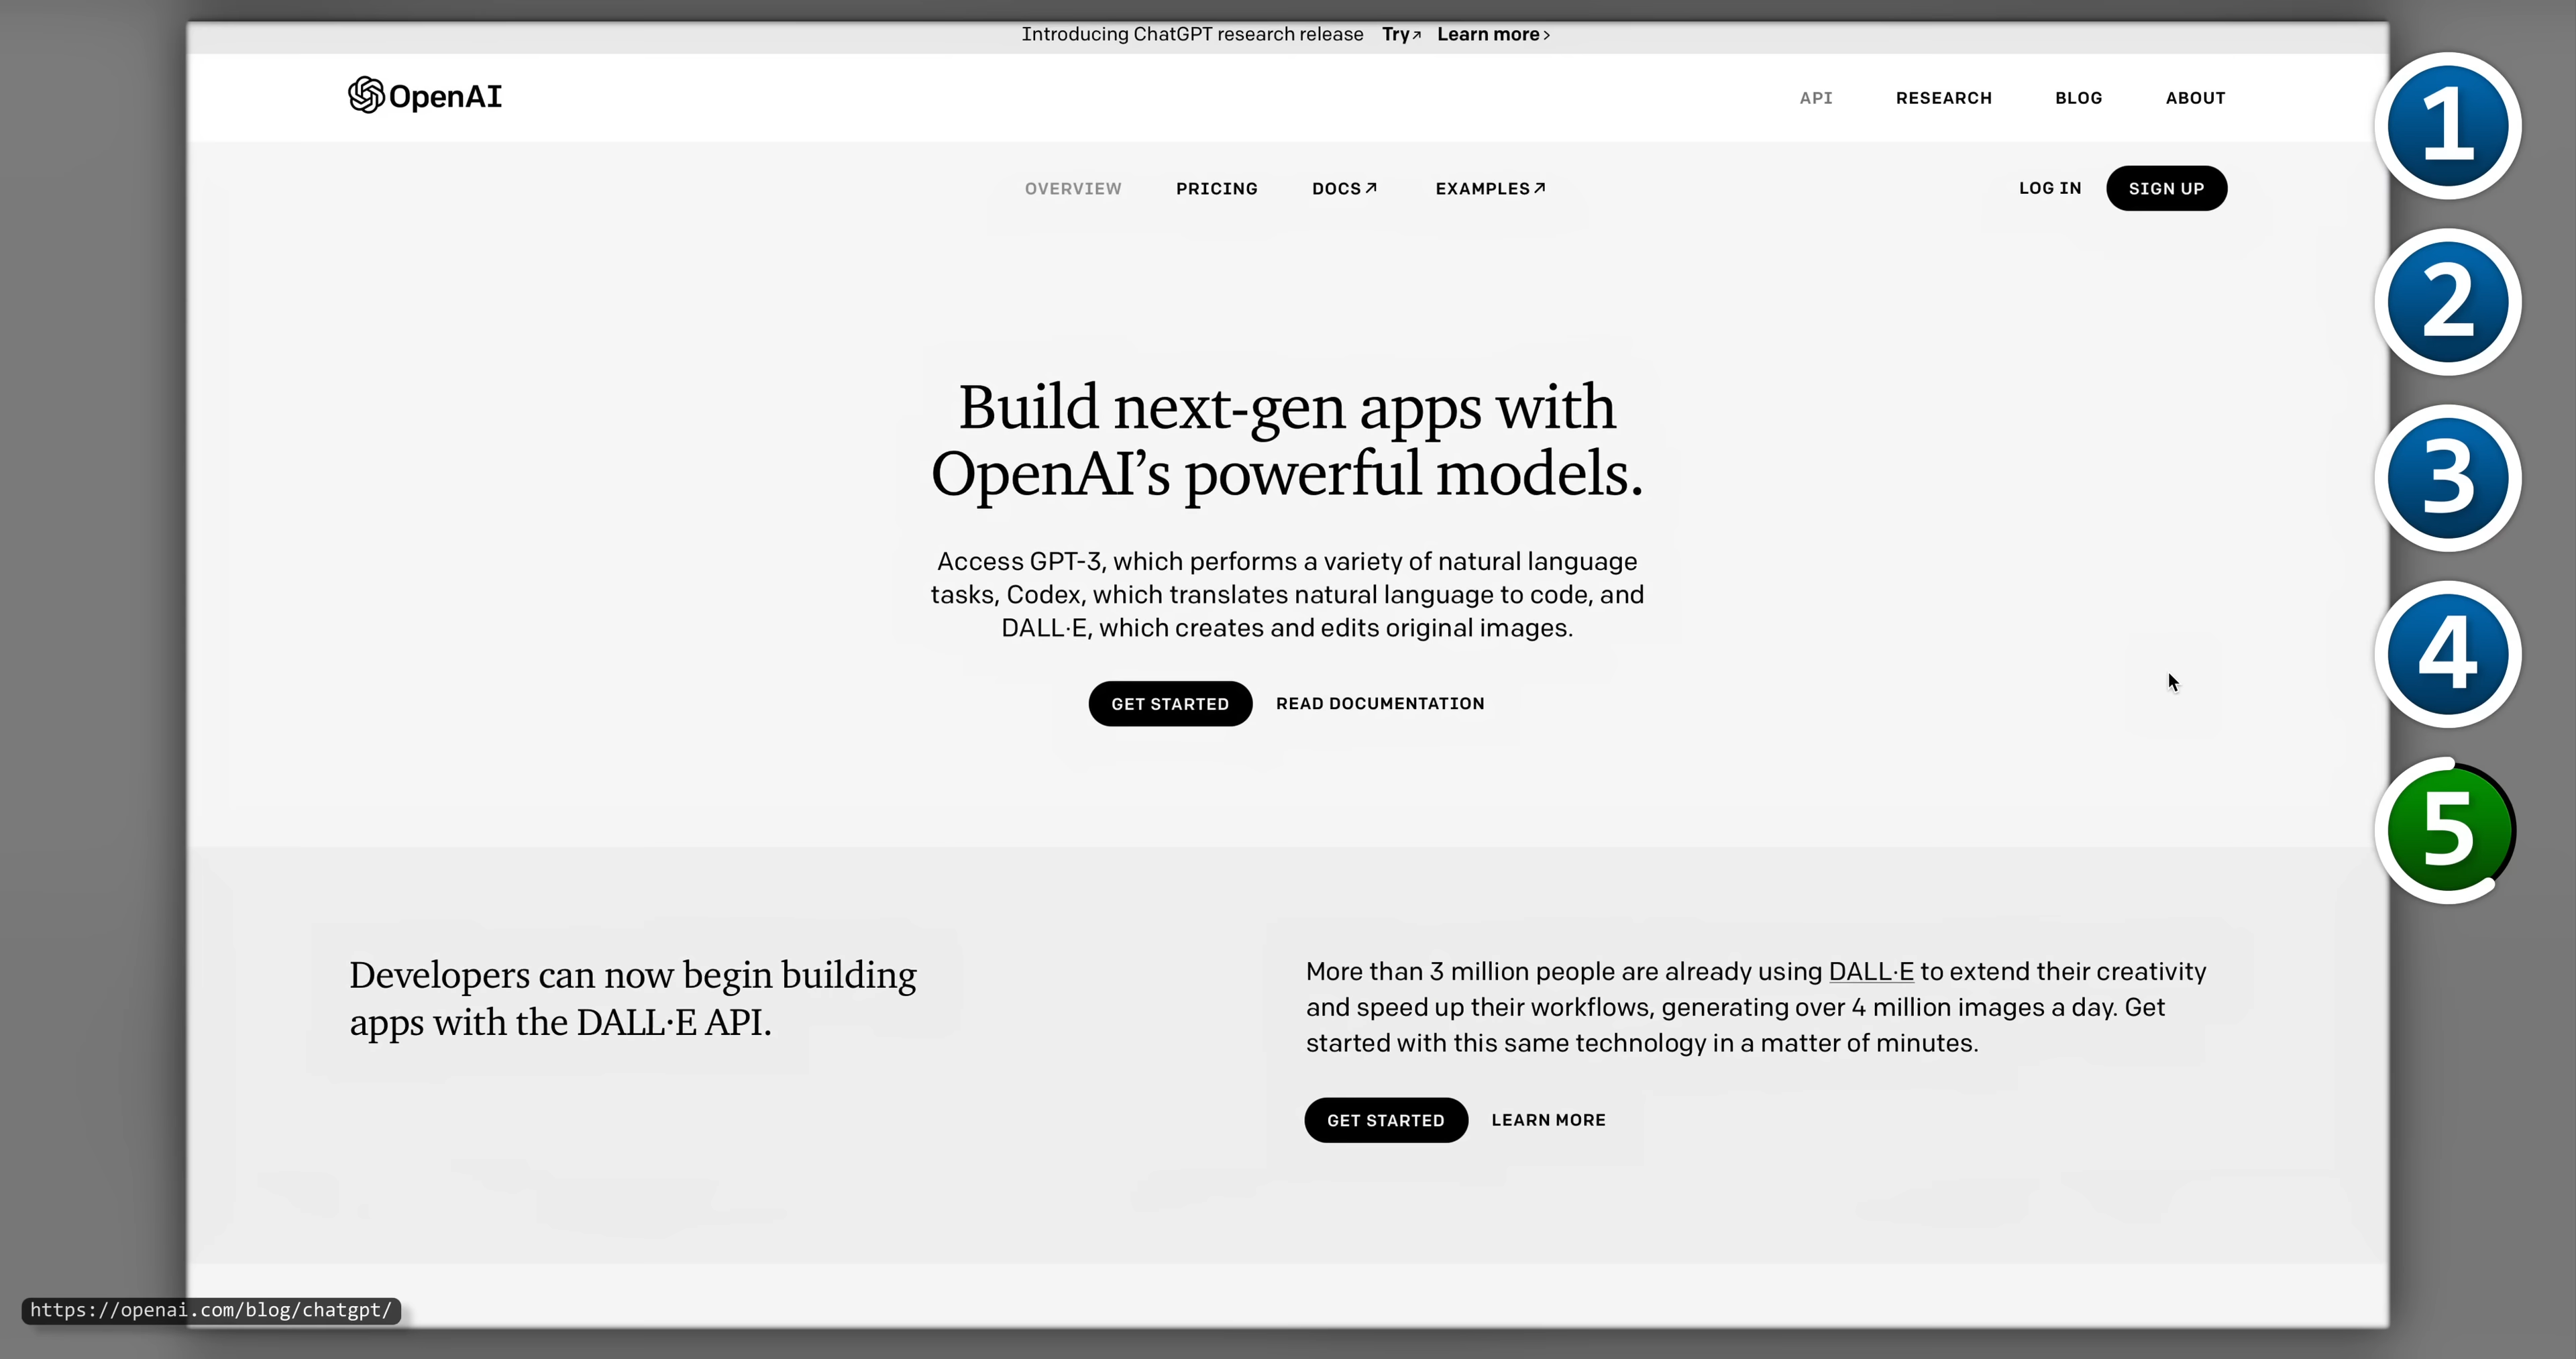 Introducing ChatGPT research release Try↗ Learn more ›
OpenAI
API RESEARCH BLOG ABOUT
OVERVIEW PRICING DOCS↗ EXAMPLES↗ LOG IN SIGN UP
Build next-gen apps with
OpenAI’s powerful models.
Access GPT-3, which performs a variety of natural language
tasks, Codex, which translates natural language to code, and
DALL·E, which creates and edits original images.
GET STARTED READ DOCUMENTATION
Developers can now begin building
apps with the DALL·E API.
More than 3 million people are already using DALL·E to extend their creativity
and speed up their workflows, generating over 4 million images a day. Get
started with this same technology in a matter of minutes.
GET STARTED LEARN MORE
https://openai.com/blog/chatgpt/
1
2
3
4
5